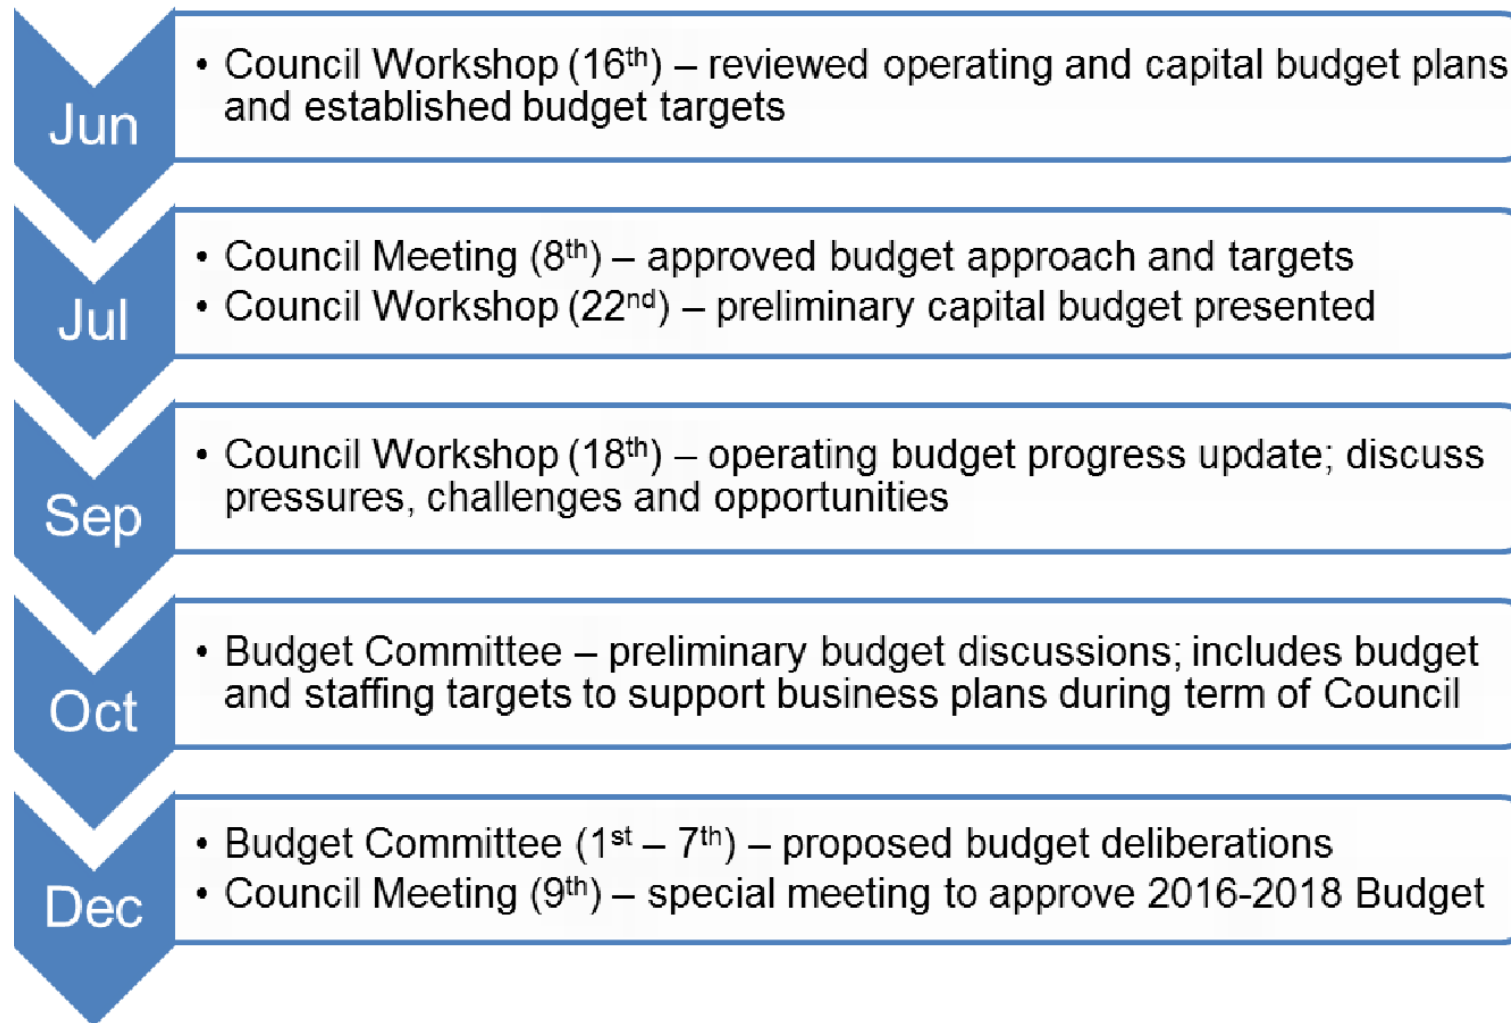 Jun
• Council Workshop (16th) – reviewed operating and capital budget plans
and established budget targets
Jul
• Council Meeting (8th) – approved budget approach and targets
• Council Workshop (22nd) – preliminary capital budget presented
Sep
• Council Workshop (18th) – operating budget progress update; discuss
pressures, challenges and opportunities
Oct
• Budget Committee – preliminary budget discussions; includes budget
and staffing targets to support business plans during term of Council
Dec
• Budget Committee (1st – 7th) – proposed budget deliberations
• Council Meeting (9th) – special meeting to approve 2016-2018 Budget